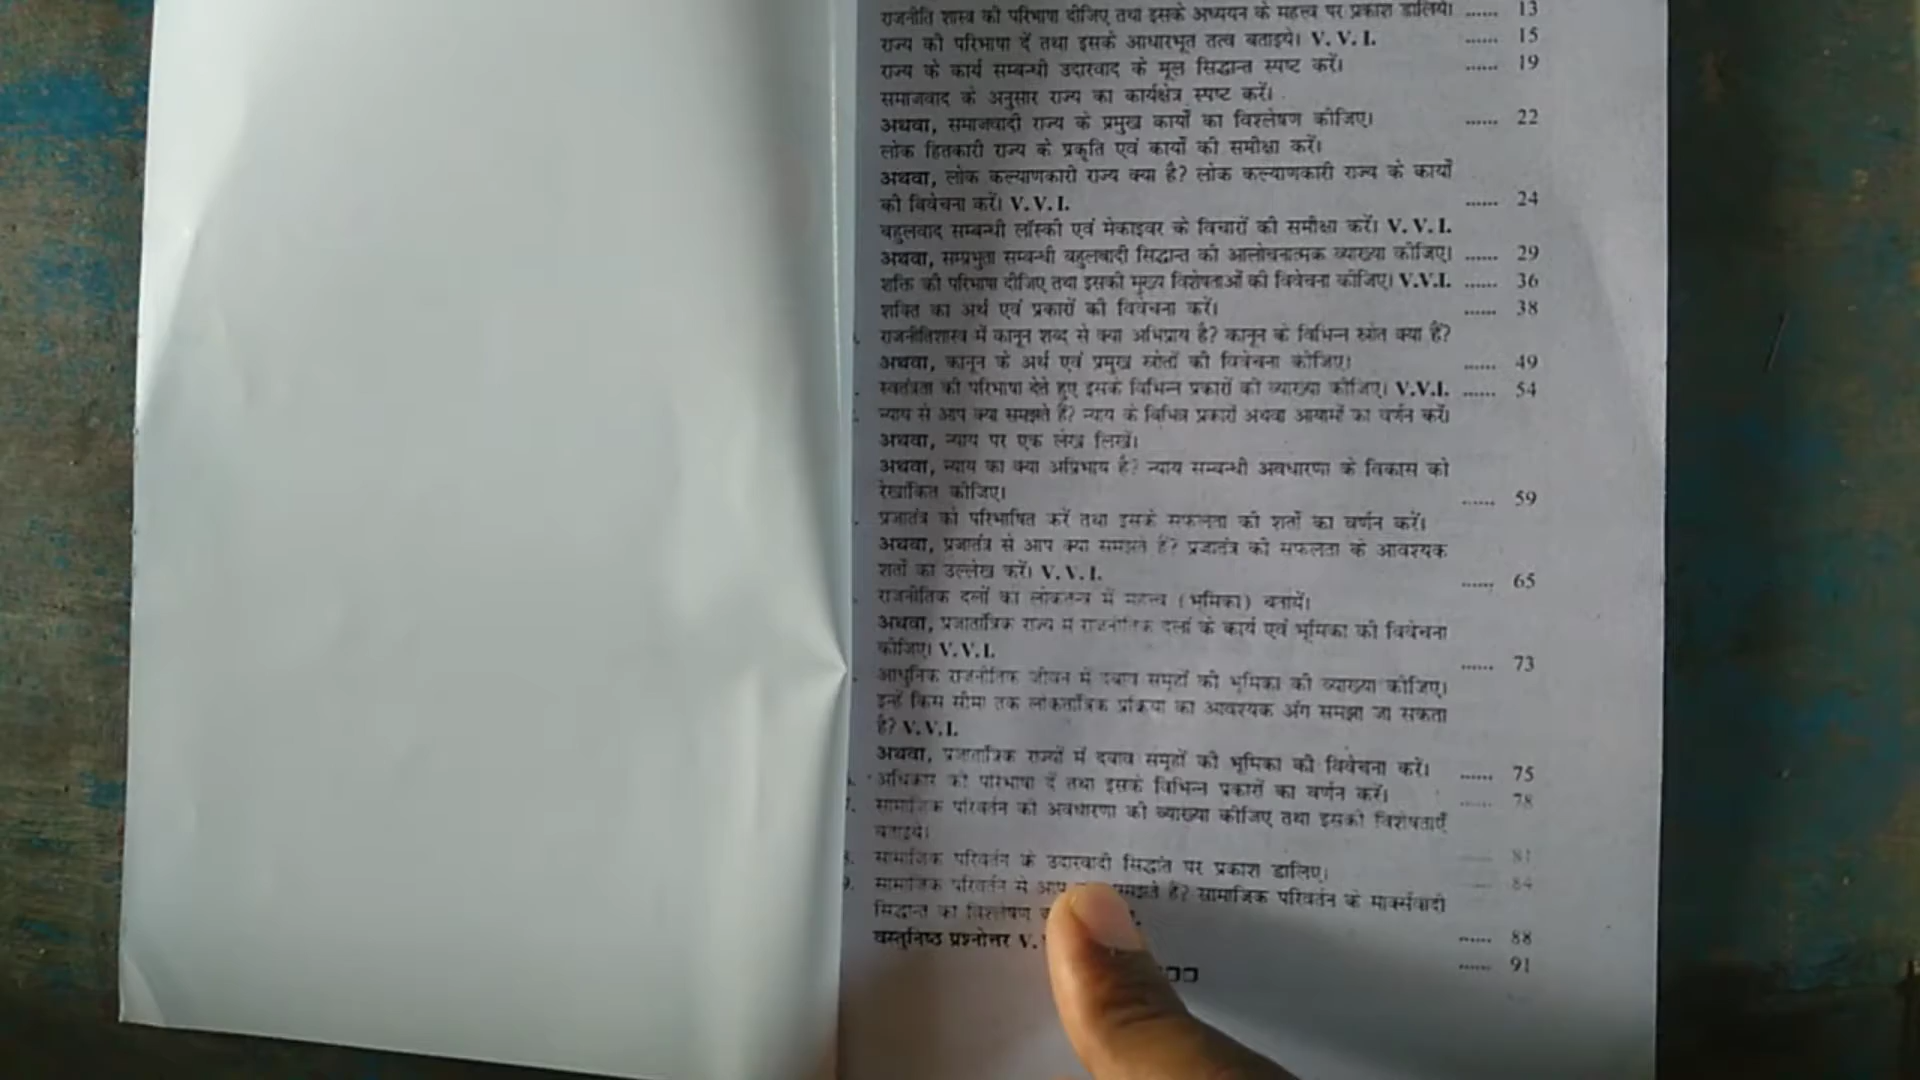 राजनीति शास्त्र की परिभाषा दीजिए तथा इसके अध्ययन के महत्त्व पर प्रकाश डालिये। ...... 13
राज्य की परिभाषा दें तथा इसके आधारभूत तत्व बताइये। V. V. I. ...... 15
राज्य के कार्य सम्बन्धी उदारवाद के मूल सिद्धान्त स्पष्ट करें। ...... 19
समाजवाद के अनुसार राज्य का कार्यक्षेत्र स्पष्ट करें।
अथवा, समाजवादी राज्य के प्रमुख कार्यों का विश्लेषण कीजिए। ...... 22
लोक हितकारी राज्य के प्रकृति एवं कार्यों की समीक्षा करें।
अथवा, लोक कल्याणकारी राज्य क्या है? लोक कल्याणकारी राज्य के कार्यों
की विवेचना करें। V.V.I. ...... 24
बहुलवाद सम्बन्धी लॉस्की एवं मेकाइवर के विचारों की समीक्षा करें। V. V. I.
अथवा, सम्प्रभुता सम्बन्धी बहुलवादी सिद्धान्त की आलोचनात्मक व्याख्या कीजिए। ...... 29
शक्ति की परिभाषा दीजिए तथा इसकी मुख्य विशेषताओं की विवेचना कीजिए। V.V.I. ...... 36
शक्ति का अर्थ एवं प्रकारों की विवेचना करें। ...... 38
राजनीतिशास्त्र में कानून शब्द से क्या अभिप्राय है? कानून के विभिन्न स्रोत क्या हैं?
अथवा, कानून के अर्थ एवं प्रमुख स्रोतों की विवेचना कीजिए। ...... 49
स्वतंत्रता की परिभाषा देते हुए इसके विभिन्न प्रकारों की व्याख्या कीजिए। V.V.I. ...... 54
न्याय से आप क्या समझते हैं? न्याय के विभिन्न प्रकारों अथवा आयामों का वर्णन करें।
अथवा, न्याय पर एक लेख लिखें।
अथवा, न्याय का क्या अभिप्राय है? न्याय सम्बन्धी अवधारणा के विकास को
रेखांकित कीजिए। ...... 59
प्रजातंत्र को परिभाषित करें तथा इसके सफलता की शर्तों का वर्णन करें।
अथवा, प्रजातंत्र से आप क्या समझते हैं? प्रजातंत्र की सफलता के आवश्यक
शर्तों का उल्लेख करें। V. V. I. ...... 65
राजनीतिक दलों का लोकतन्त्र में महत्त्व (भूमिका) बतायें।
अथवा, प्रजातांत्रिक राज्य में राजनीतिक दलों के कार्य एवं भूमिका की विवेचना
कीजिए। V.V.I. ...... 73
आधुनिक राजनीतिक जीवन में दबाव समूहों की भूमिका की व्याख्या कीजिए।
इन्हें किस सीमा तक लोकतांत्रिक प्रक्रिया का आवश्यक अंग समझा जा सकता
है? V.V.I.
अथवा, प्रजातांत्रिक राज्यों में दबाव समूहों की भूमिका की विवेचना करें। ...... 75
अधिकार की परिभाषा दें तथा इसके विभिन्न प्रकारों का वर्णन करें। ...... 78
सामाजिक परिवर्तन की अवधारणा की व्याख्या कीजिए तथा इसकी विशेषताएँ
बताइये। ...... 81
8. सामाजिक परिवर्तन के उदारवादी सिद्धांत पर प्रकाश डालिए। ...... 84
9. सामाजिक परिवर्तन से आप समझते हैं? सामाजिक परिवर्तन के मार्क्सवादी
सिद्धान्त का विश्लेषण ...... 88
वस्तुनिष्ठ प्रश्नोत्तर V. ...... 91